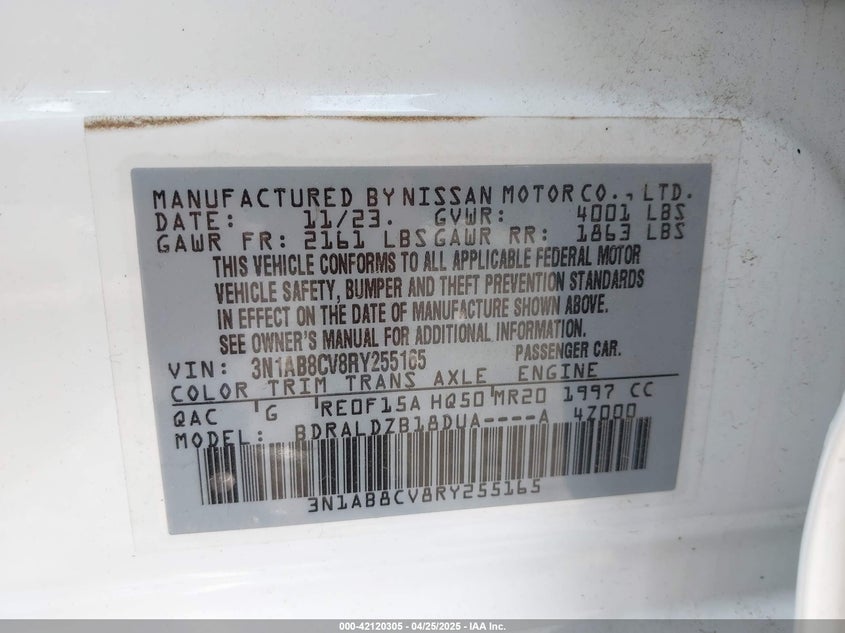 MANUFACTURED BY NISSAN MOTOR CO., LTD.
DATE: 11/23. GVWR: 4001 LBS
GAWR FR: 2161 LBS GAWR RR: 1863 LBS
THIS VEHICLE CONFORMS TO ALL APPLICABLE FEDERAL MOTOR
VEHICLE SAFETY, BUMPER AND THEFT PREVENTION STANDARDS
IN EFFECT ON THE DATE OF MANUFACTURE SHOWN ABOVE.
SEE OWNER'S MANUAL FOR ADDITIONAL INFORMATION.
VIN: 3N1AB8CV8RY255165 PASSENGER CAR.
COLOR TRIM TRANS AXLE ENGINE
QAC G RE0F15A HQ50 MR20 1997 CC
MODEL: BDRALDZB18DUA----A 4Z000
3N1AB8CV8RY255165
000-42120305 - 04/25/2025 - IAA Inc.